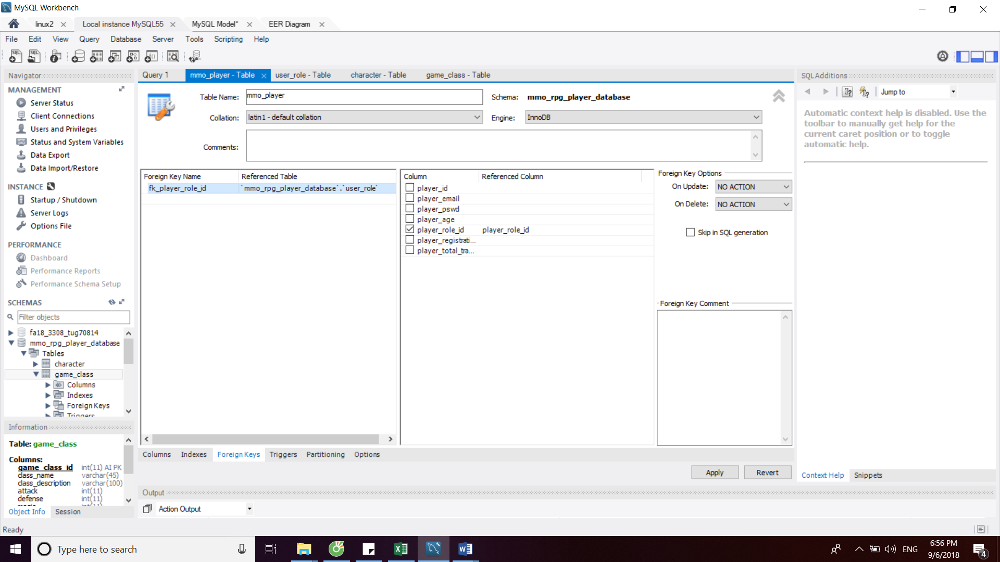 MySQL Workbench
linux2
Local instance MySQL55
MySQL Model*
EER Diagram
File Edit View Query Database Server Tools Scripting Help
Navigator
MANAGEMENT
Server Status
Client Connections
Users and Privileges
Status and System Variables
Data Export
Data Import/Restore
INSTANCE
Startup / Shutdown
Server Logs
Options File
PERFORMANCE
Dashboard
Performance Reports
Performance Schema Setup
SCHEMAS
Filter objects
fa18_3308_tug70814
mmo_rpg_player_database
Tables
character
game_class
Columns
Indexes
Foreign Keys
Triggers
Information
Table: game_class
Columns:
game_class_id int(11) AI PK
class_name varchar(45)
class_description varchar(100)
attack int(11)
defense int(11)
Object Info Session
Query 1
mmo_player - Table
user_role - Table
character - Table
game_class - Table
Table Name: mmo_player
Schema: mmo_rpg_player_database
Collation: latin1 - default collation
Engine: InnoDB
Comments:
Foreign Key Name Referenced Table
fk_player_role_id `mmo_rpg_player_database`.`user_role`
Column Referenced Column
player_id
player_email
player_pswd
player_age
player_role_id player_role_id
player_registrati...
player_total_tra...
Foreign Key Options
On Update: NO ACTION
On Delete: NO ACTION
Skip in SQL generation
Foreign Key Comment
Columns Indexes Foreign Keys Triggers Partitioning Options
Apply Revert
Output
Action Output
SQLAdditions
Jump to
Automatic context help is disabled. Use the
toolbar to manually get help for the
current caret position or to toggle
automatic help.
Context Help Snippets
Ready
Type here to search
ENG
6:56 PM
9/6/2018
4